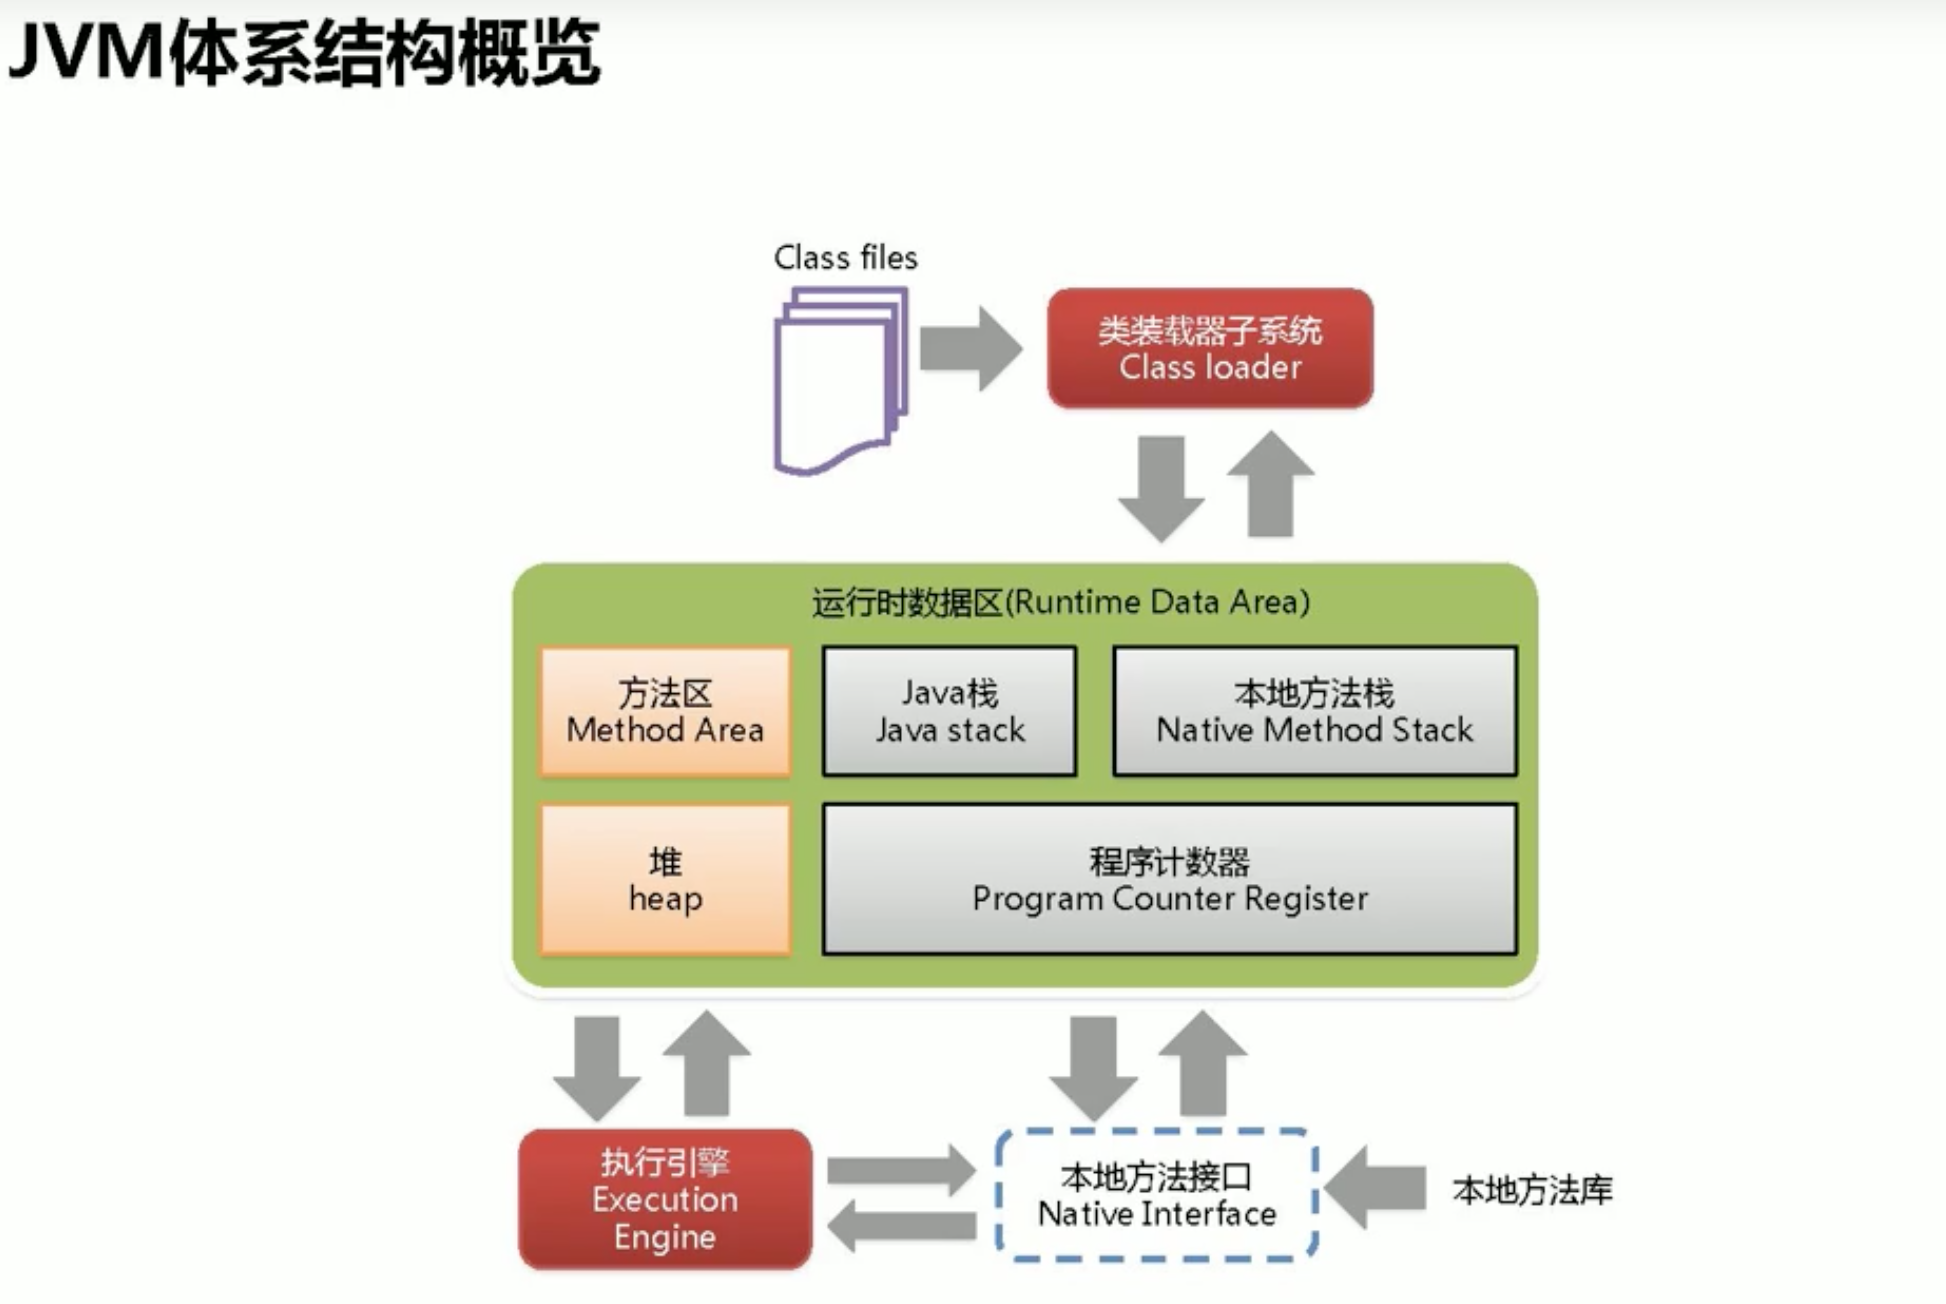 JVM体系结构概览
Class files
类装载器子系统
Class loader
运行时数据区(Runtime Data Area)
方法区
Method Area
Java栈
Java stack
本地方法栈
Native Method Stack
堆
heap
程序计数器
Program Counter Register
执行引擎
Execution
Engine
本地方法接口
Native Interface
本地方法库